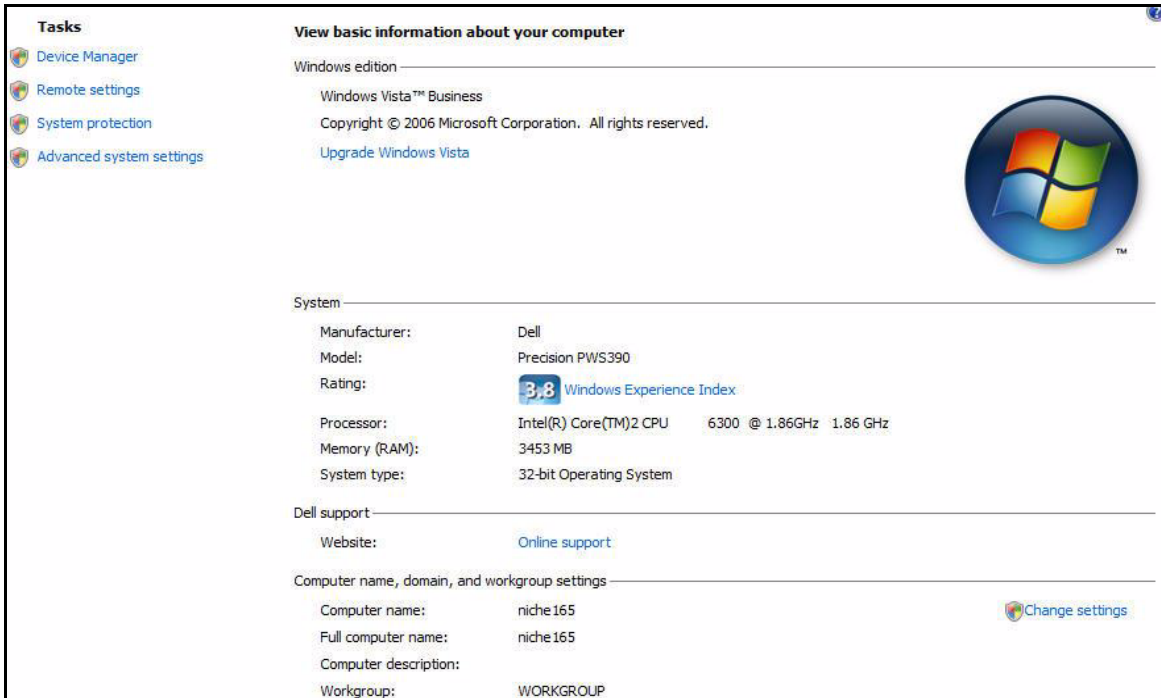 Tasks
Device Manager
Remote settings
System protection
Advanced system settings
View basic information about your computer
Windows edition
Windows Vista™ Business
Copyright © 2006 Microsoft Corporation. All rights reserved.
Upgrade Windows Vista
TM
System
Manufacturer: Dell
Model: Precision PWS390
Rating: 3.8 Windows Experience Index
Processor: Intel(R) Core(TM)2 CPU 6300 @ 1.86GHz 1.86 GHz
Memory (RAM): 3453 MB
System type: 32-bit Operating System
Dell support
Website: Online support
Computer name, domain, and workgroup settings
Computer name: niche165 Change settings
Full computer name: niche165
Computer description:
Workgroup: WORKGROUP